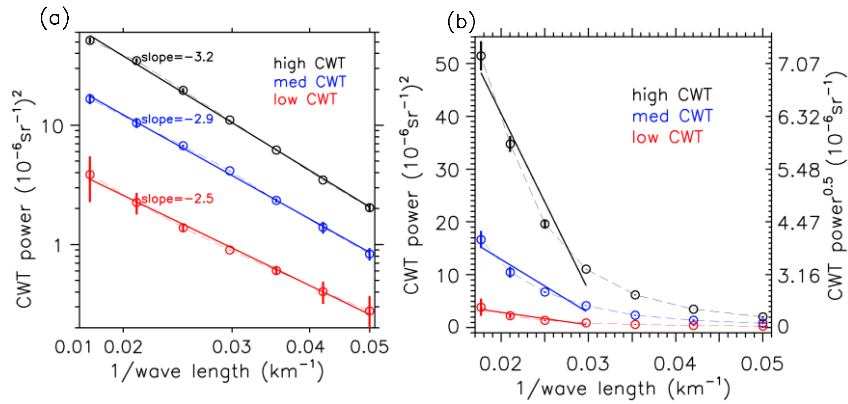 (a)
CWT power (10⁻⁶sr⁻¹)²
10
1
slope=−3.2
slope=−2.9
slope=−2.5
high CWT
med CWT
low CWT
0.01
0.02
0.03
0.04
0.05
1/wave length (km⁻¹)
(b)
CWT power (10⁻⁶sr⁻¹)²
50
40
30
20
10
0
high CWT
med CWT
low CWT
7.07
6.32
5.48
4.47
3.16
0
CWT power⁰·⁵ (10⁻⁶sr⁻¹)
0.02
0.03
0.04
0.05
1/wave length (km⁻¹)